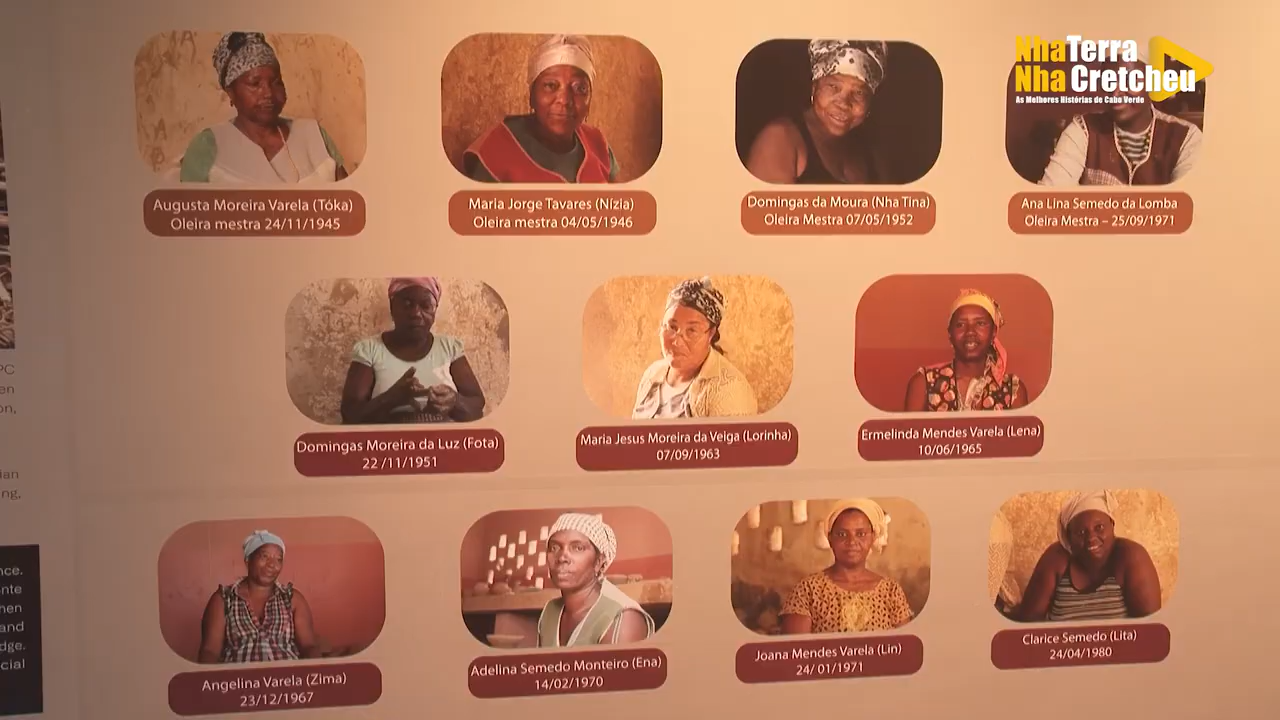 Nha Terra
Nha Cretcheu
As Melhores Histórias de Cabo Verde
Augusta Moreira Varela (Tóka)
Oleira mestra 24/11/1945
Maria Jorge Tavares (Nízia)
Oleira mestra 04/05/1946
Domingas da Moura (Nha Tina)
Oleira Mestra 07/05/1952
Ana Lina Semedo da Lomba
Oleira Mestra – 25/09/1971
Domingas Moreira da Luz (Fota)
22 /11/1951
Maria Jesus Moreira da Veiga (Lorinha)
07/09/1963
Ermelinda Mendes Varela (Lena)
10/06/1965
Angelina Varela (Zima)
23/12/1967
Adelina Semedo Monteiro (Ena)
14/02/1970
Joana Mendes Varela (Lin)
24/ 01/1971
Clarice Semedo (Lita)
24/04/1980